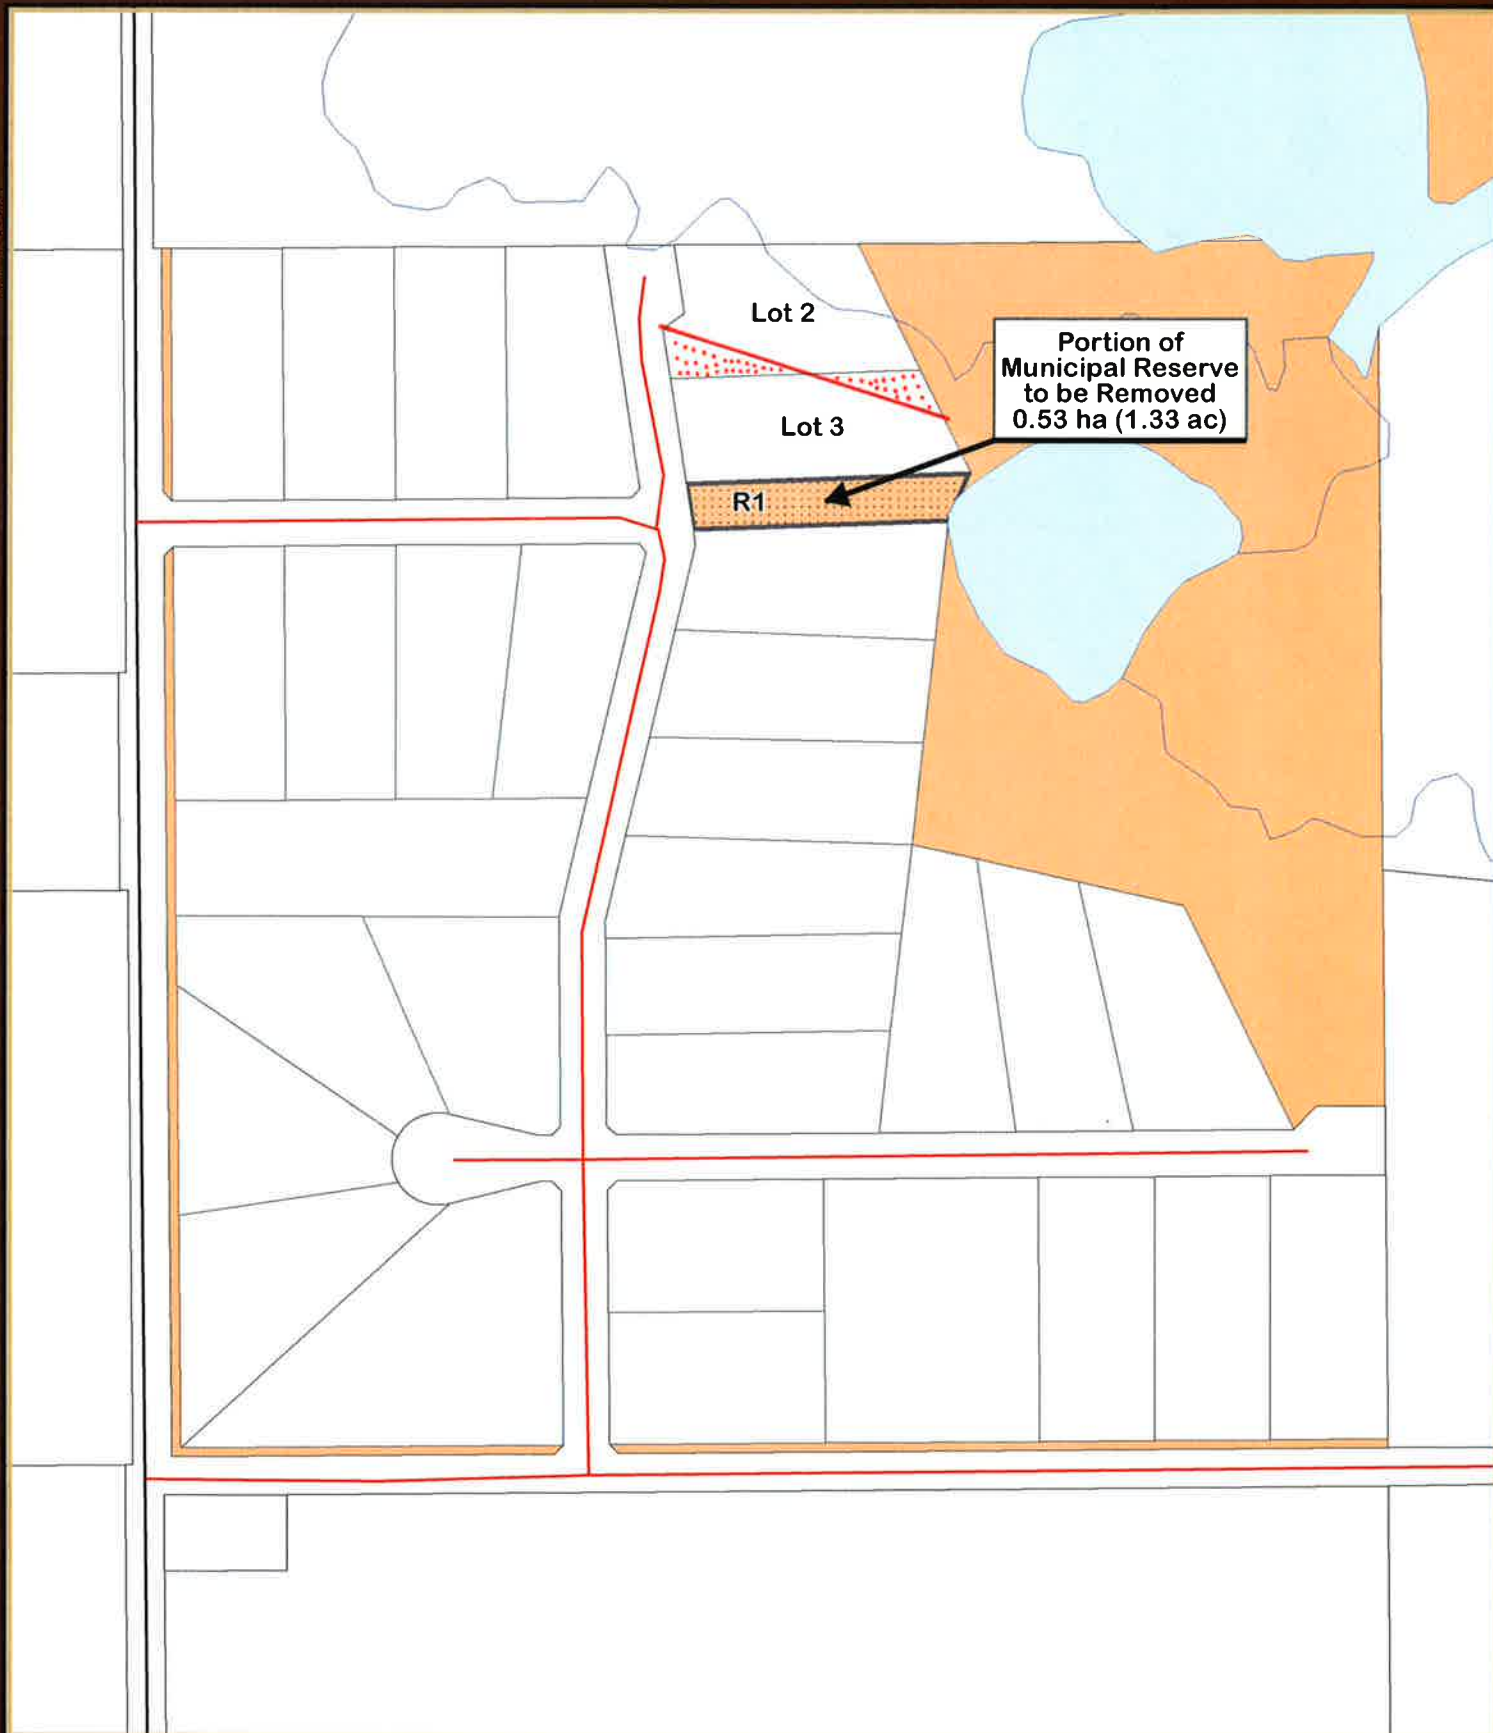 Lot 2
Portion of
Municipal Reserve
to be Removed
0.53 ha (1.33 ac)
Lot 3
R1